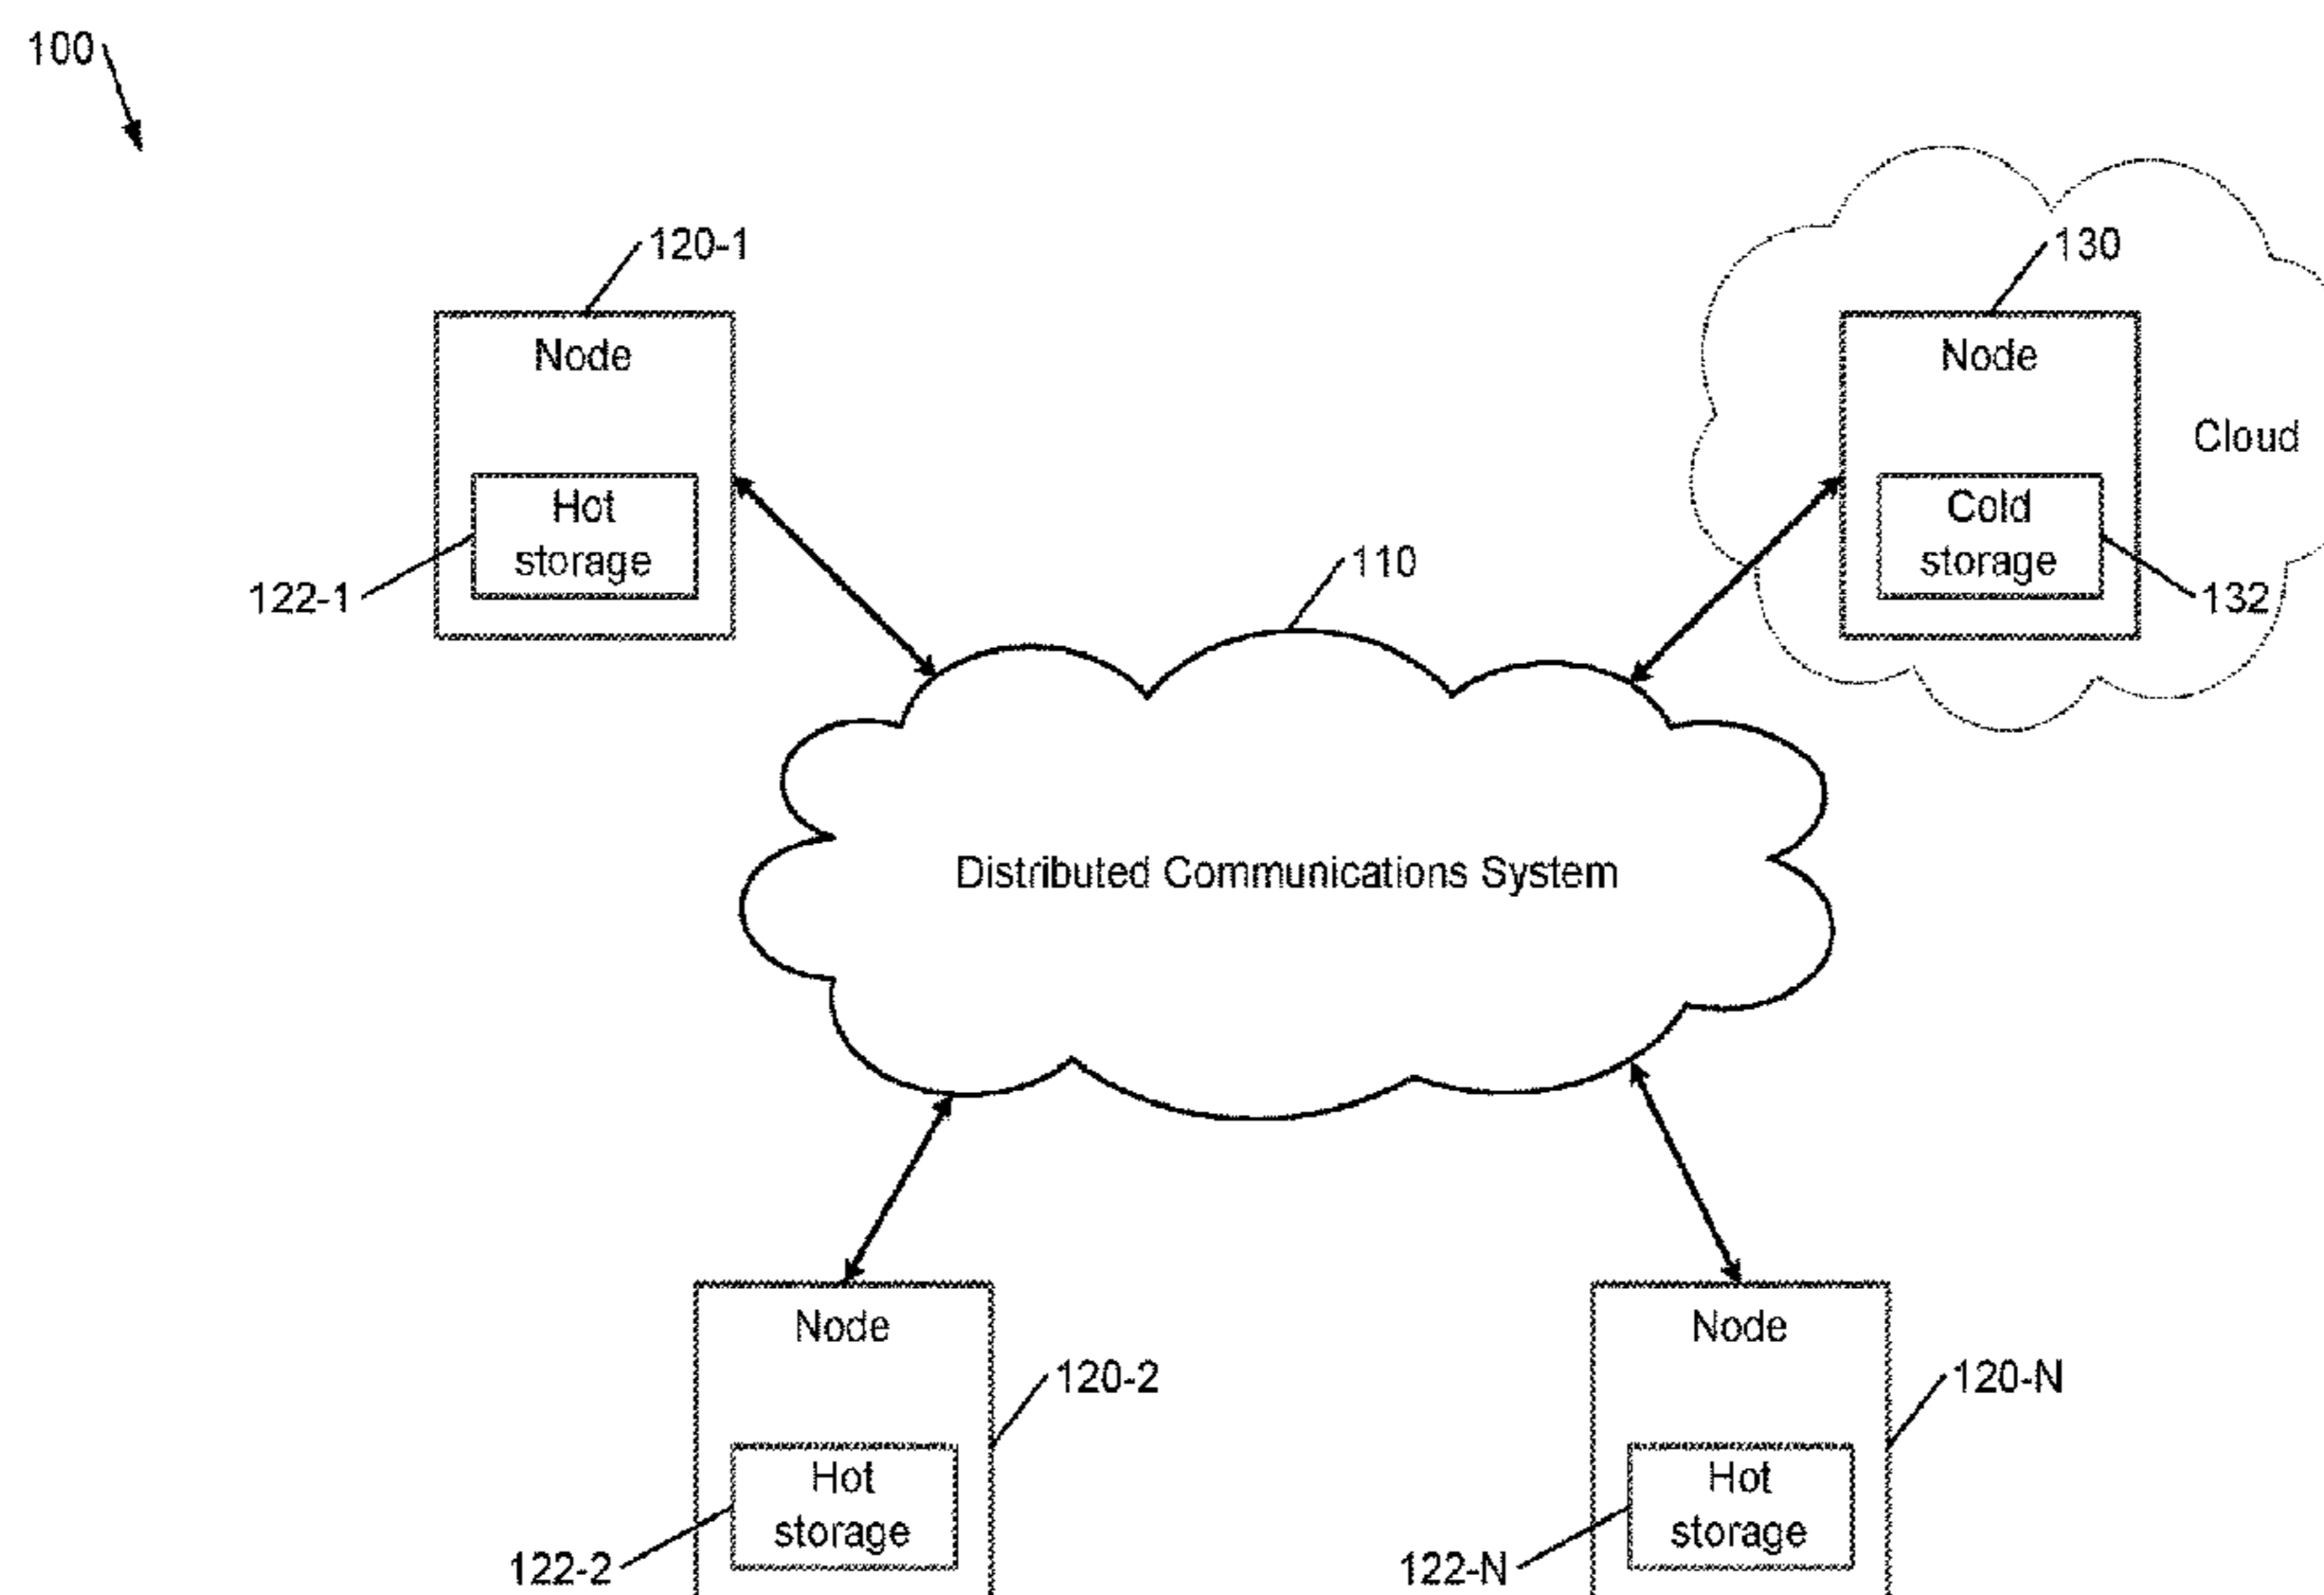 100
120-1
130
Node
Node
Cloud
Hot
storage
Cold
storage
122-1
132
110
Distributed Communications System
Node
Node
120-2
120-N
Hot
storage
Hot
storage
122-2
122-N